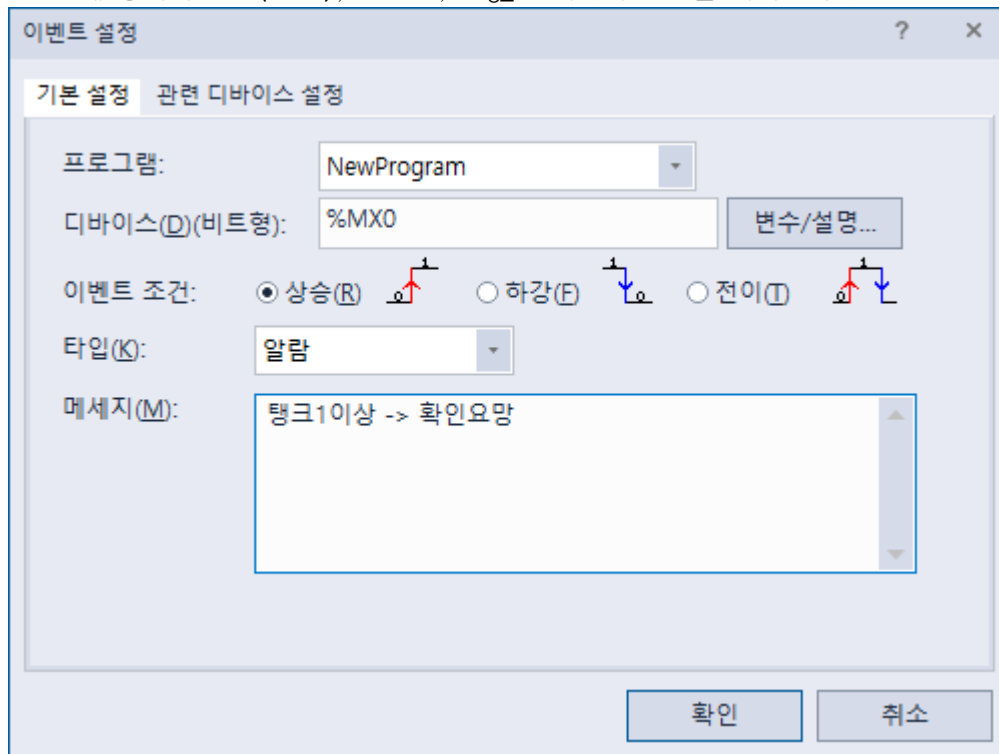 이벤트 설정 ? ×
기본 설정 관련 디바이스 설정
프로그램: NewProgram
디바이스(D)(비트형): %MX0 변수/설명...
이벤트 조건: 상승(R) 0 1 하강(F) 1 0 전이(T) 0 1
타입(K): 알람
메세지(M): 탱크1이상 -> 확인요망
확인 취소